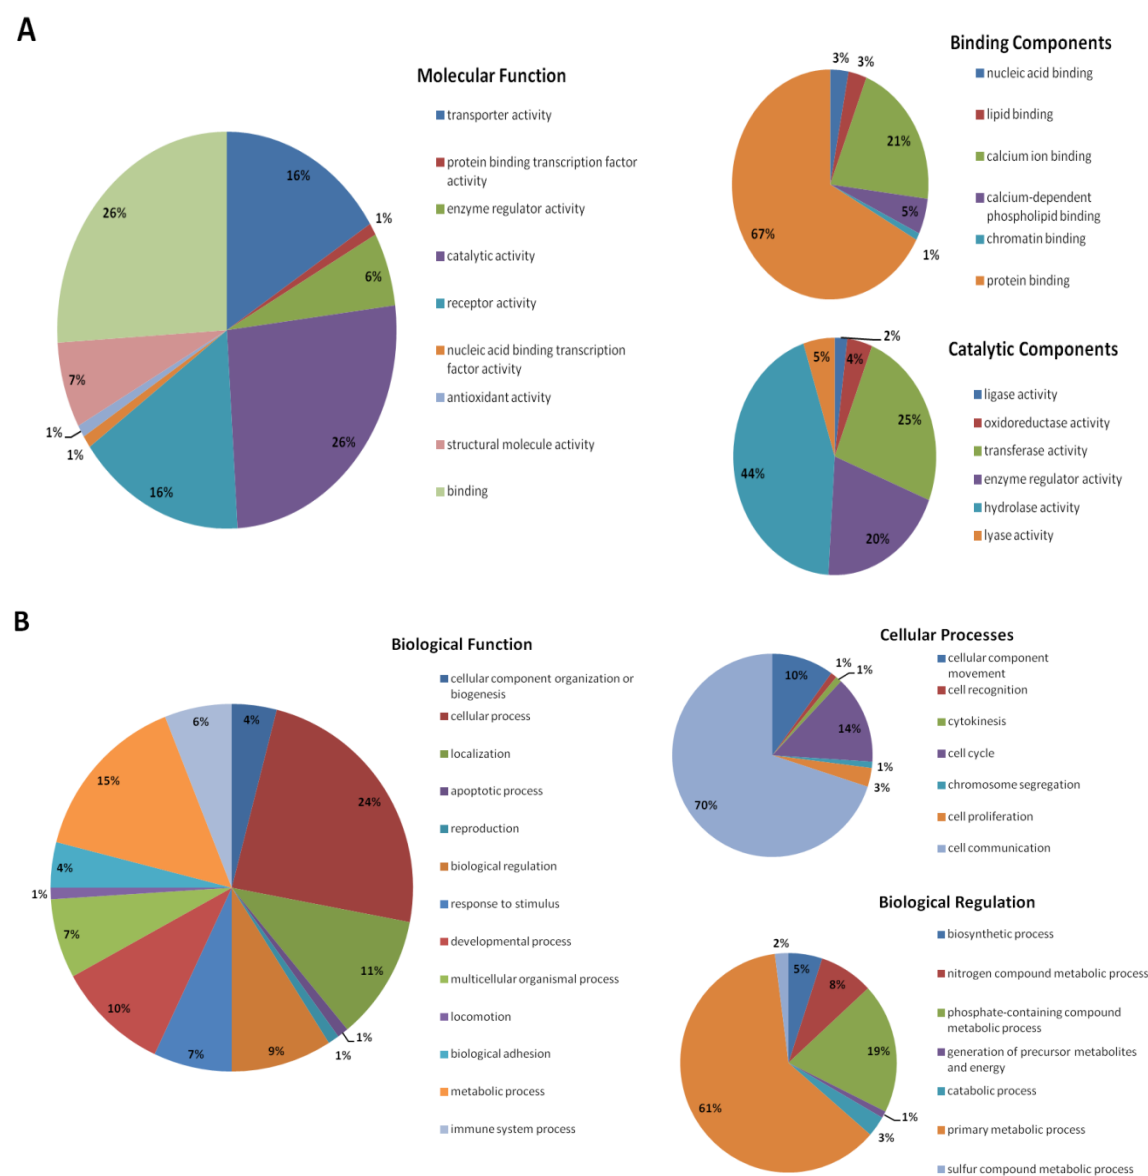 A
Molecular Function
transporter activity
protein binding transcription factor
activity
enzyme regulator activity
catalytic activity
receptor activity
nucleic acid binding transcription
factor activity
antioxidant activity
structural molecule activity
binding
16%
1%
6%
26%
16%
1%
1%
7%
26%
Binding Components
nucleic acid binding
lipid binding
calcium ion binding
calcium-dependent
phospholipid binding
chromatin binding
protein binding
3%
3%
21%
5%
1%
67%
Catalytic Components
ligase activity
oxidoreductase activity
transferase activity
enzyme regulator activity
hydrolase activity
lyase activity
2%
4%
25%
20%
44%
5%
B
Biological Function
cellular component organization or
biogenesis
cellular process
localization
apoptotic process
reproduction
biological regulation
response to stimulus
developmental process
multicellular organismal process
locomotion
biological adhesion
metabolic process
immune system process
4%
24%
11%
1%
1%
9%
7%
10%
7%
1%
4%
15%
6%
Cellular Processes
cellular component
movement
cell recognition
cytokinesis
cell cycle
chromosome segregation
cell proliferation
cell communication
10%
1%
1%
14%
1%
3%
70%
Biological Regulation
biosynthetic process
nitrogen compound metabolic process
phosphate-containing compound
metabolic process
generation of precursor metabolites
and energy
catabolic process
primary metabolic process
sulfur compound metabolic process
5%
8%
19%
1%
3%
61%
2%